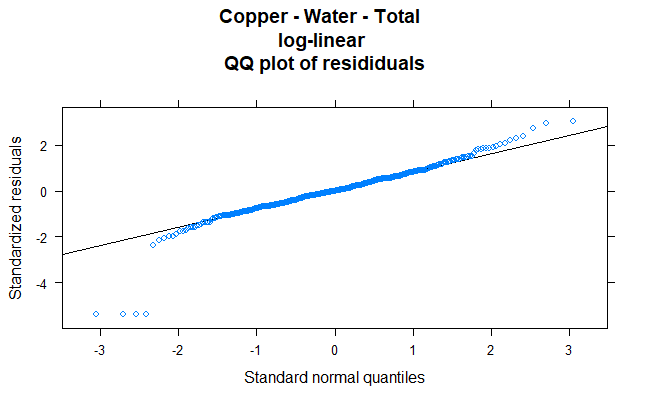 Copper - Water - Total
log-linear
QQ plot of resididuals
Standardized residuals
2
0
-2
-4
-3 -2 -1 0 1 2 3
Standard normal quantiles